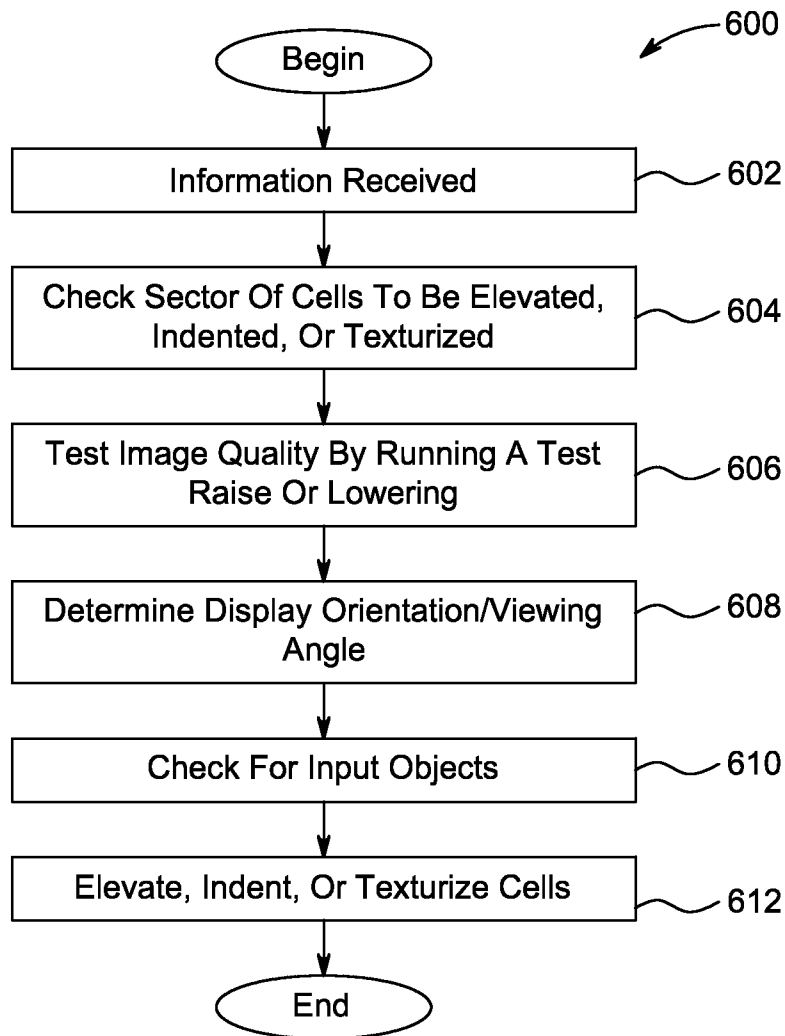 600
Begin
Information Received
602
Check Sector Of Cells To Be Elevated,
Indented, Or Texturized
604
Test Image Quality By Running A Test
Raise Or Lowering
606
Determine Display Orientation/Viewing
Angle
608
Check For Input Objects
610
Elevate, Indent, Or Texturize Cells
612
End